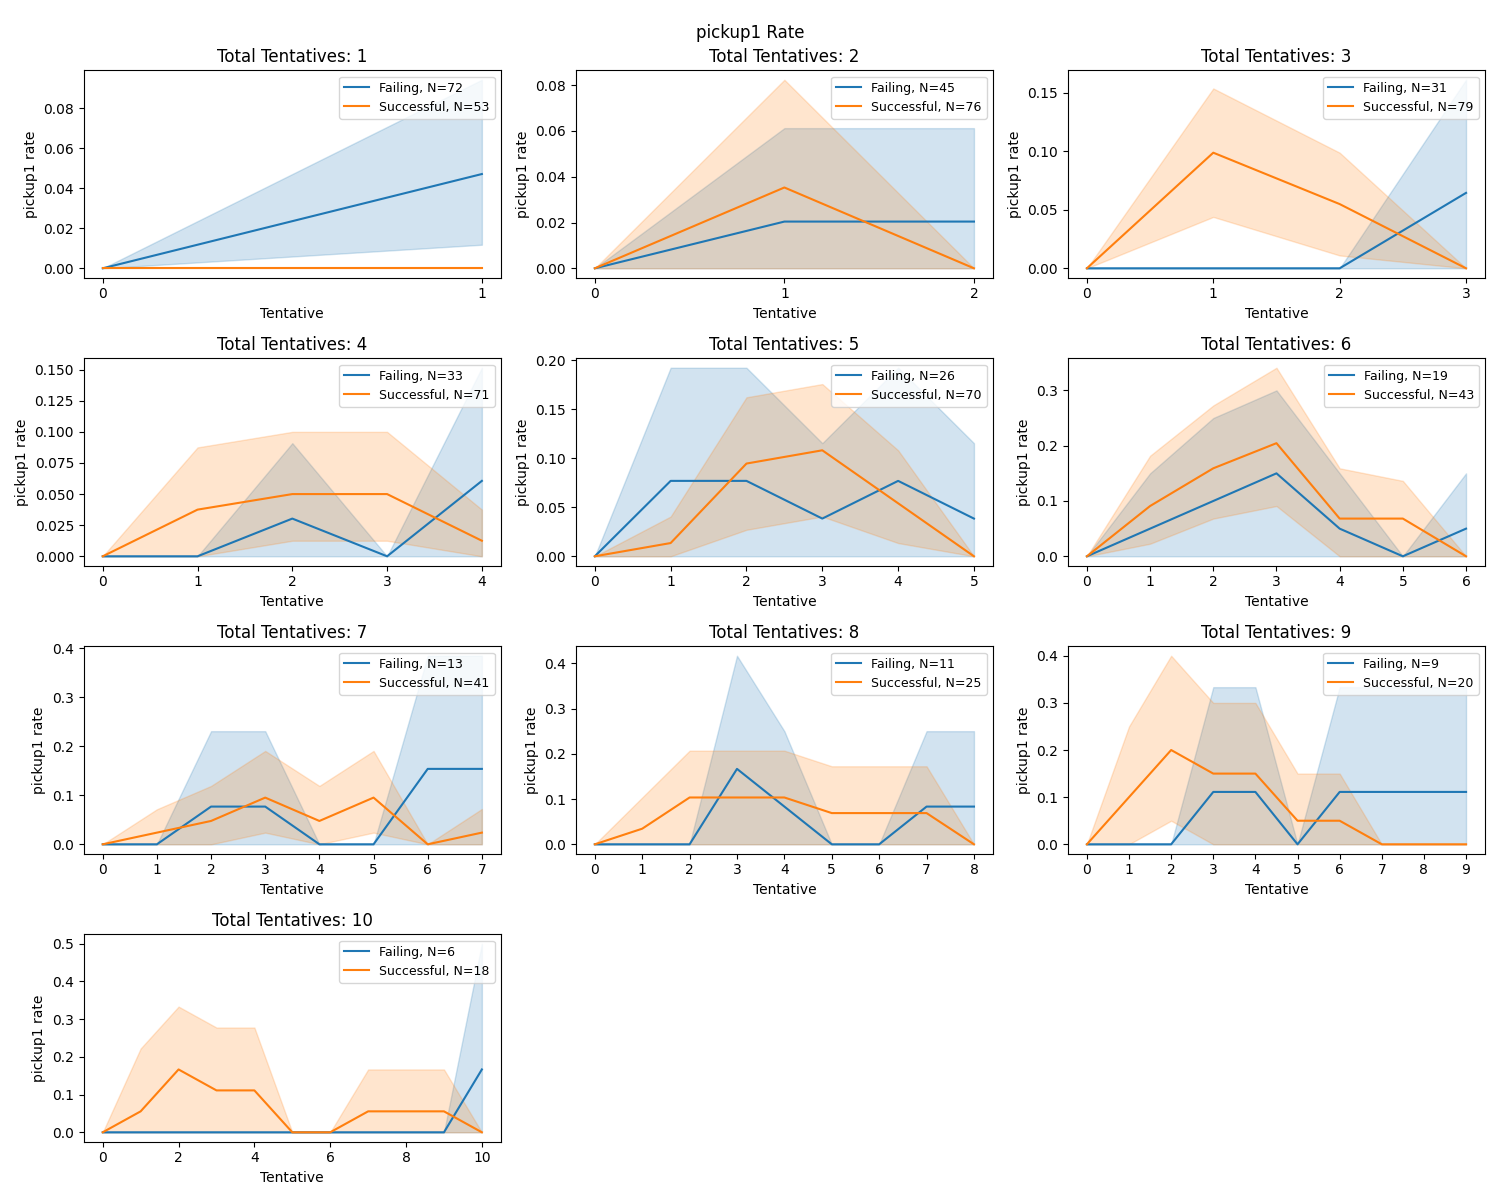 pickup1 Rate
Total Tentatives: 1
pickup1 rate
0.08
0.06
0.04
0.02
0.00
Failing, N=72
Successful, N=53
0 1
Tentative
Total Tentatives: 2
pickup1 rate
0.08
0.06
0.04
0.02
0.00
Failing, N=45
Successful, N=76
0 1 2
Tentative
Total Tentatives: 3
pickup1 rate
0.15
0.10
0.05
0.00
Failing, N=31
Successful, N=79
0 1 2 3
Tentative
Total Tentatives: 4
pickup1 rate
0.150
0.125
0.100
0.075
0.050
0.025
0.000
Failing, N=33
Successful, N=71
0 1 2 3 4
Tentative
Total Tentatives: 5
pickup1 rate
0.20
0.15
0.10
0.05
0.00
Failing, N=26
Successful, N=70
0 1 2 3 4 5
Tentative
Total Tentatives: 6
pickup1 rate
0.3
0.2
0.1
0.0
Failing, N=19
Successful, N=43
0 1 2 3 4 5 6
Tentative
Total Tentatives: 7
pickup1 rate
0.4
0.3
0.2
0.1
0.0
Failing, N=13
Successful, N=41
0 1 2 3 4 5 6 7
Tentative
Total Tentatives: 8
pickup1 rate
0.4
0.3
0.2
0.1
0.0
Failing, N=11
Successful, N=25
0 1 2 3 4 5 6 7 8
Tentative
Total Tentatives: 9
pickup1 rate
0.4
0.3
0.2
0.1
0.0
Failing, N=9
Successful, N=20
0 1 2 3 4 5 6 7 8 9
Tentative
Total Tentatives: 10
pickup1 rate
0.5
0.4
0.3
0.2
0.1
0.0
Failing, N=6
Successful, N=18
0 2 4 6 8 10
Tentative